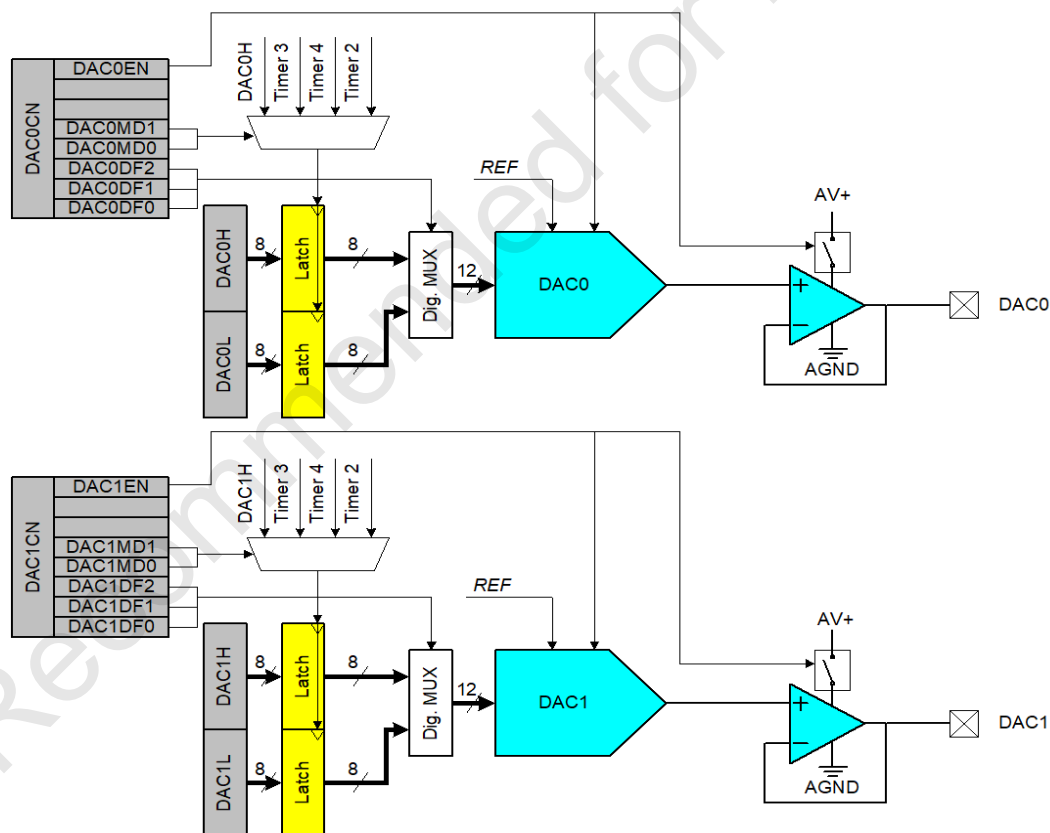 DAC0EN
DAC0MD1
DAC0MD0
DAC0DF2
DAC0DF1
DAC0DF0
DAC0CN
DAC0H
Timer 3
Timer 4
Timer 2
DAC0H
8
Latch
8
DAC0L
8
Latch
8
Dig. MUX
12
REF
DAC0
AV+
+
−
AGND
DAC0
DAC1EN
DAC1MD1
DAC1MD0
DAC1DF2
DAC1DF1
DAC1DF0
DAC1CN
DAC1H
Timer 3
Timer 4
Timer 2
DAC1H
8
Latch
8
DAC1L
8
Latch
8
Dig. MUX
12
REF
DAC1
AV+
+
−
AGND
DAC1
Recommended for